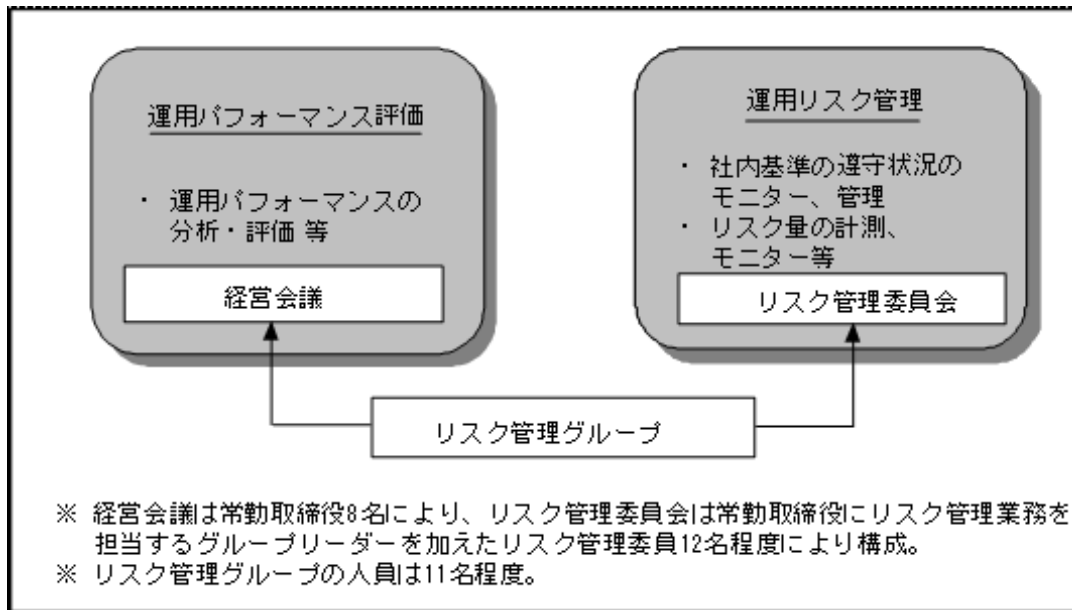 運用パフォーマンス評価
・ 運用パフォーマンスの
分析・評価 等
経営会議
運用リスク管理
・ 社内基準の遵守状況の
モニター、管理
・ リスク量の計測、
モニター等
リスク管理委員会
リスク管理グループ
※ 経営会議は常勤取締役8名により、リスク管理委員会は常勤取締役にリスク管理業務を
担当するグループリーダーを加えたリスク管理委員12名程度により構成。
※ リスク管理グループの人員は11名程度。